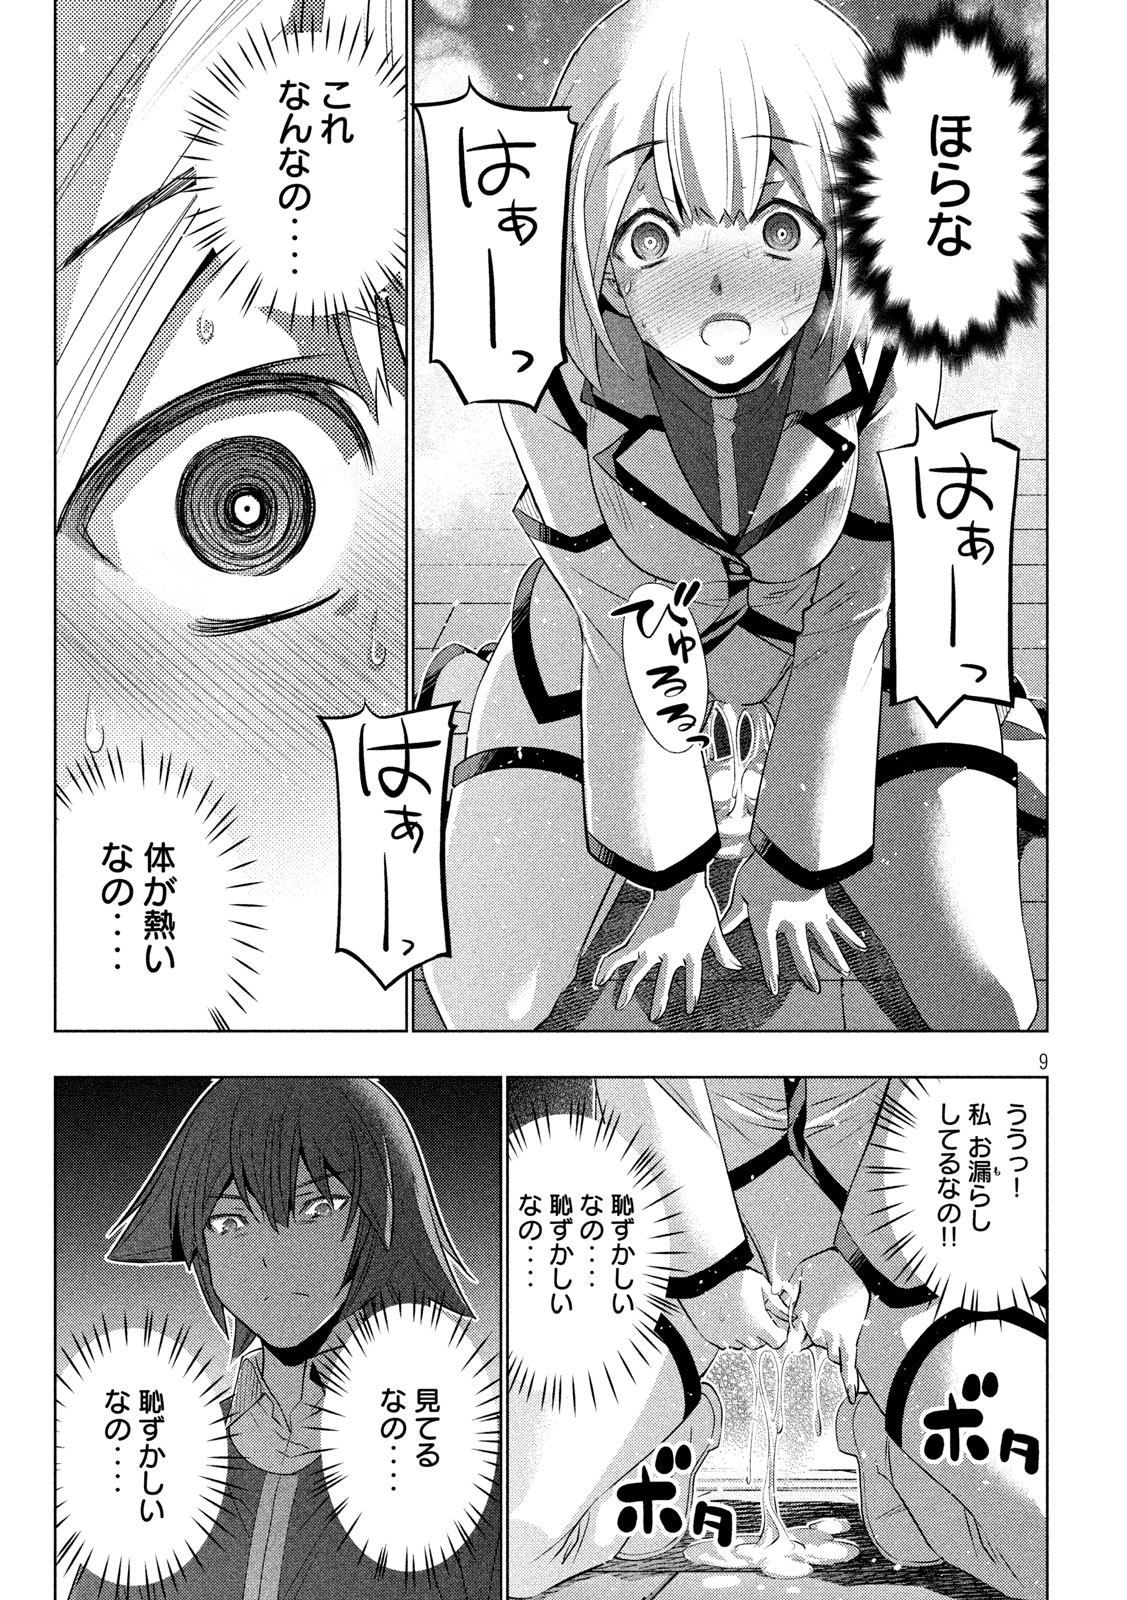 ほらな
はぁーっ
はぁーっ
びゅるるるっ
はぁーっ
これ
なんなの‥‥
体が熱い
なの‥‥
9
ううっ！
私 お漏らし
も
してるなの!!
恥ずかしい
なの‥‥
恥ずかしい
なの‥‥
ボタ
ボタ
見てる
なの‥‥
恥ずかしい
なの‥‥